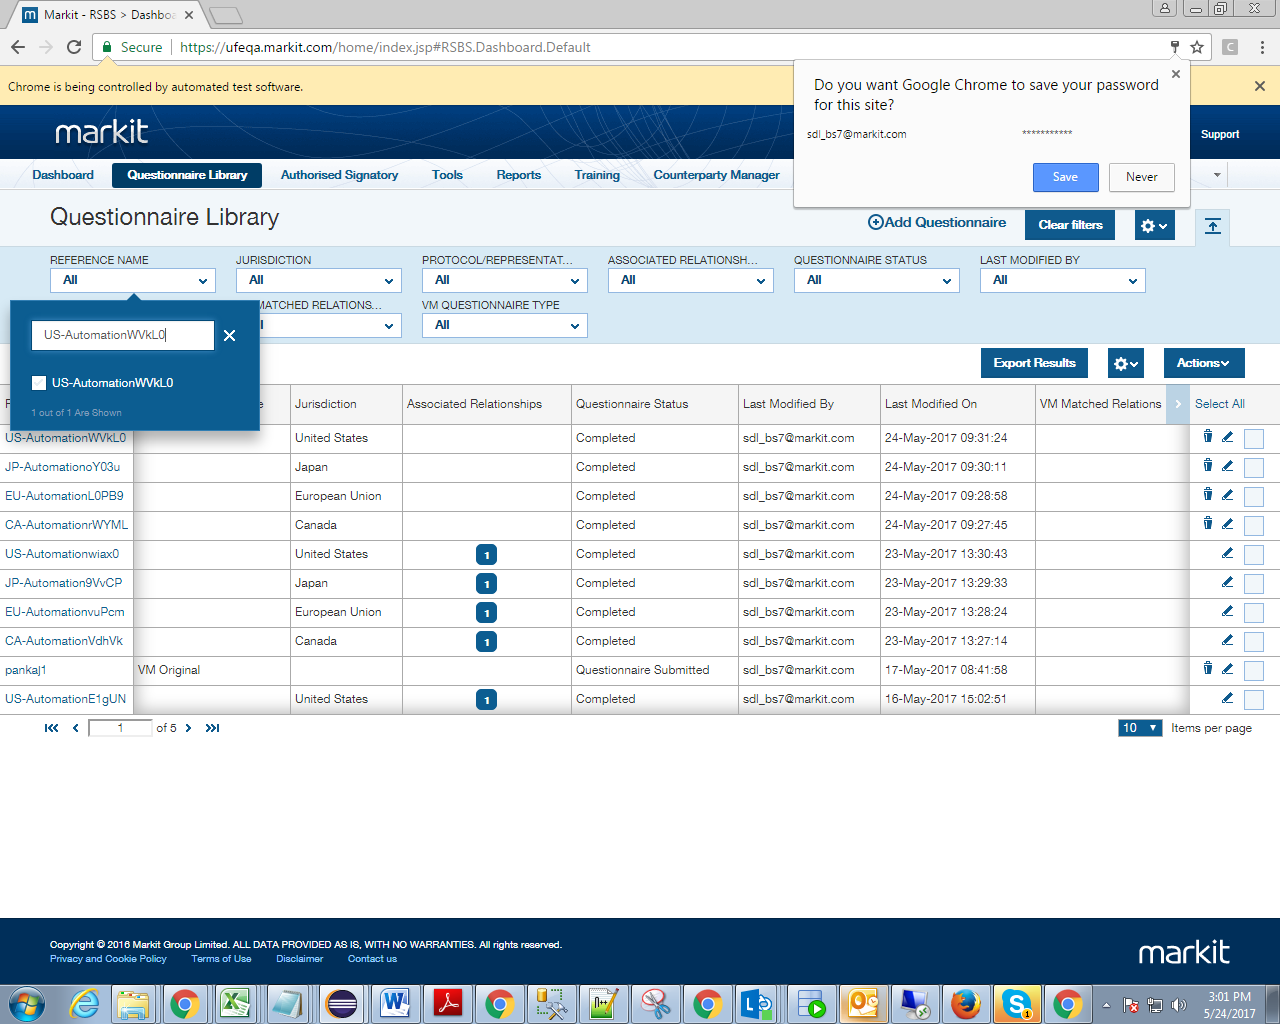 Markit - RSBS > Dashboa
Secure https://ufeqa.markit.com/home/index.jsp#RSBS.Dashboard.Default
Chrome is being controlled by automated test software.
Do you want Google Chrome to save your password
for this site?
sdl_bs7@markit.com ***********
Save Never
markit
Support
Dashboard Questionnaire Library Authorised Signatory Tools Reports Training Counterparty Manager
Questionnaire Library
Add Questionnaire Clear filters
REFERENCE NAME JURISDICTION PROTOCOL/REPRESENTAT... ASSOCIATED RELATIONSH... QUESTIONNAIRE STATUS LAST MODIFIED BY
All All All All All All
MATCHED RELATIONS... VM QUESTIONNAIRE TYPE
All
US-AutomationWVkL0
US-AutomationWVkL0
1 out of 1 Are Shown
Export Results Actions
Jurisdiction Associated Relationships Questionnaire Status Last Modified By Last Modified On VM Matched Relations Select All
US-AutomationWVkL0 United States Completed sdl_bs7@markit.com 24-May-2017 09:31:24
JP-AutomationoY03u Japan Completed sdl_bs7@markit.com 24-May-2017 09:30:11
EU-AutomationL0PB9 European Union Completed sdl_bs7@markit.com 24-May-2017 09:28:58
CA-AutomationrWYML Canada Completed sdl_bs7@markit.com 24-May-2017 09:27:45
US-Automationwiax0 United States 1 Completed sdl_bs7@markit.com 23-May-2017 13:30:43
JP-Automation9VvCP Japan 1 Completed sdl_bs7@markit.com 23-May-2017 13:29:33
EU-AutomationvuPcm European Union 1 Completed sdl_bs7@markit.com 23-May-2017 13:28:24
CA-AutomationVdhVk Canada 1 Completed sdl_bs7@markit.com 23-May-2017 13:27:14
pankaj1 VM Original Questionnaire Submitted sdl_bs7@markit.com 17-May-2017 08:41:58
US-AutomationE1gUN United States 1 Completed sdl_bs7@markit.com 16-May-2017 15:02:51
1 of 5 10 Items per page
Copyright © 2016 Markit Group Limited. ALL DATA PROVIDED AS IS, WITH NO WARRANTIES. All rights reserved.
Privacy and Cookie Policy Terms of Use Disclaimer Contact us
markit
3:01 PM
5/24/2017